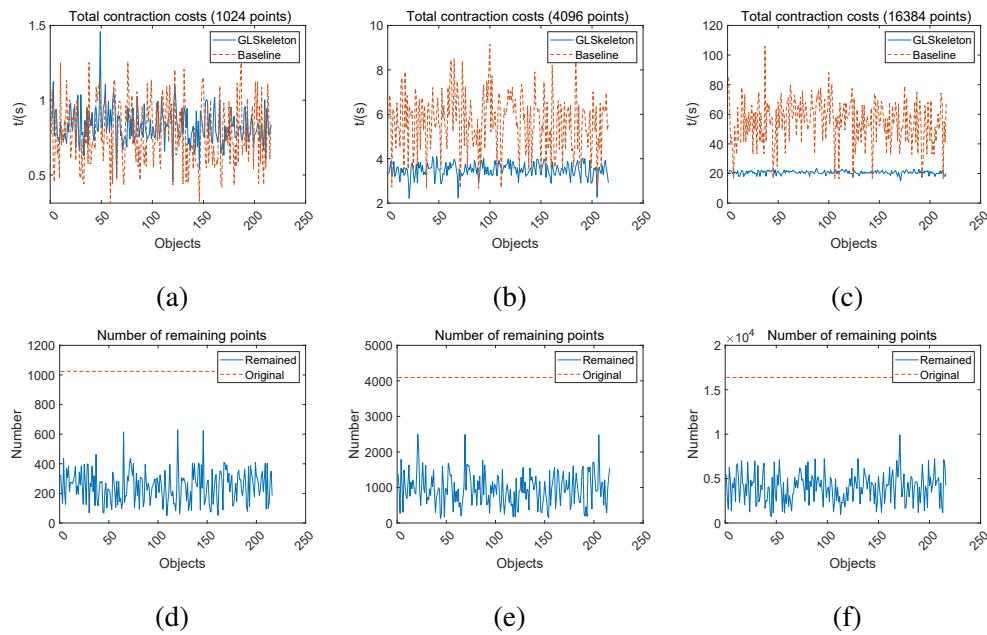 Total contraction costs (1024 points)
1.5
1
0.5
t/(s)
0
50
100
150
200
250
Objects
GLSkeleton
Baseline
(a)
Total contraction costs (4096 points)
10
8
6
4
2
t/(s)
0
50
100
150
200
250
Objects
GLSkeleton
Baseline
(b)
Total contraction costs (16384 points)
120
100
80
60
40
20
0
t/(s)
0
50
100
150
200
250
Objects
GLSkeleton
Baseline
(c)
Number of remaining points
1200
1000
800
600
400
200
0
Number
0
50
100
150
200
250
Objects
Remained
Original
(d)
Number of remaining points
5000
4000
3000
2000
1000
0
Number
0
50
100
150
200
250
Objects
Remained
Original
(e)
Number of remaining points
×10⁴
2
1.5
1
0.5
0
Number
0
50
100
150
200
250
Objects
Remained
Original
(f)